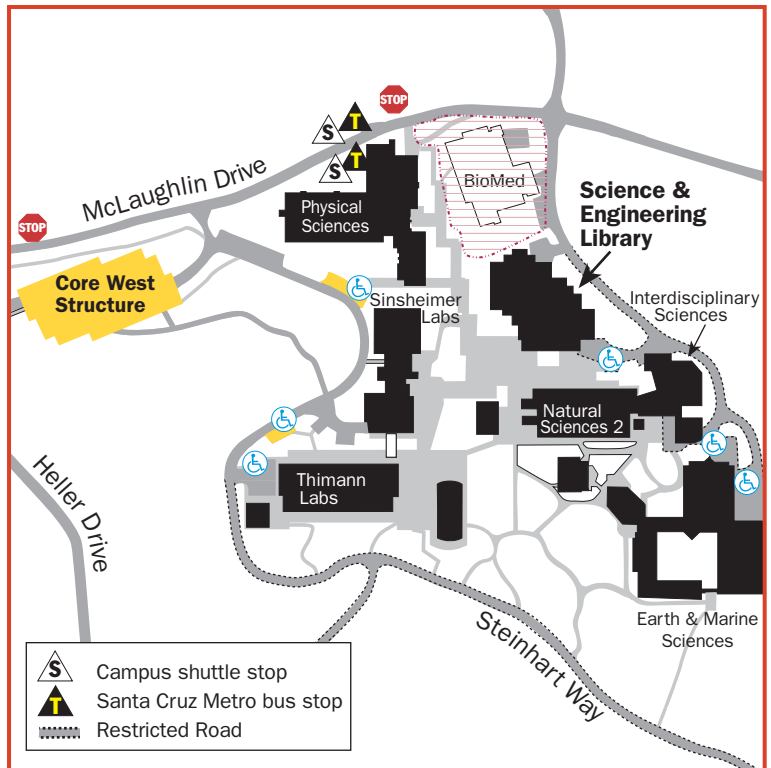 STOP
T
S
T
S
McLaughlin Drive
BioMed
Physical
Sciences
Science &
Engineering
Library
STOP
Core West
Structure
Sinsheimer
Labs
Interdisciplinary
Sciences
Natural
Sciences 2
Heller Drive
Thimann
Labs
Steinhart Way
Earth & Marine
Sciences
S Campus shuttle stop
T Santa Cruz Metro bus stop
Restricted Road